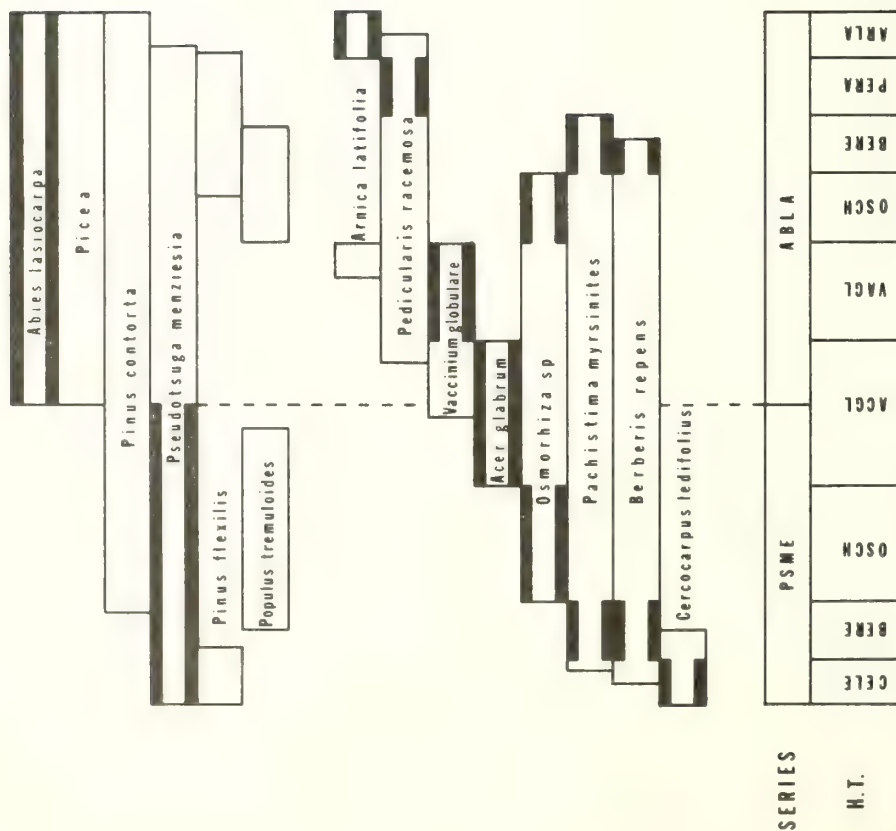 Abies lasiocarpa
Picea
Pinus contorta
Pseudotsuga menziesia
Pinus flexilis
Populus tremuloides
Arnica latifolia
Pedicularis racemosa
Vaccinium globulare
Acer glabrum
Osmorhiza sp
Pachistima myrsinites
Berberis repens
Cercocarpus ledifolius
SERIES PSME ABLA
H.T. CELE BERE OSCH ACGL VAGL OSCH BERE PERA ARLA